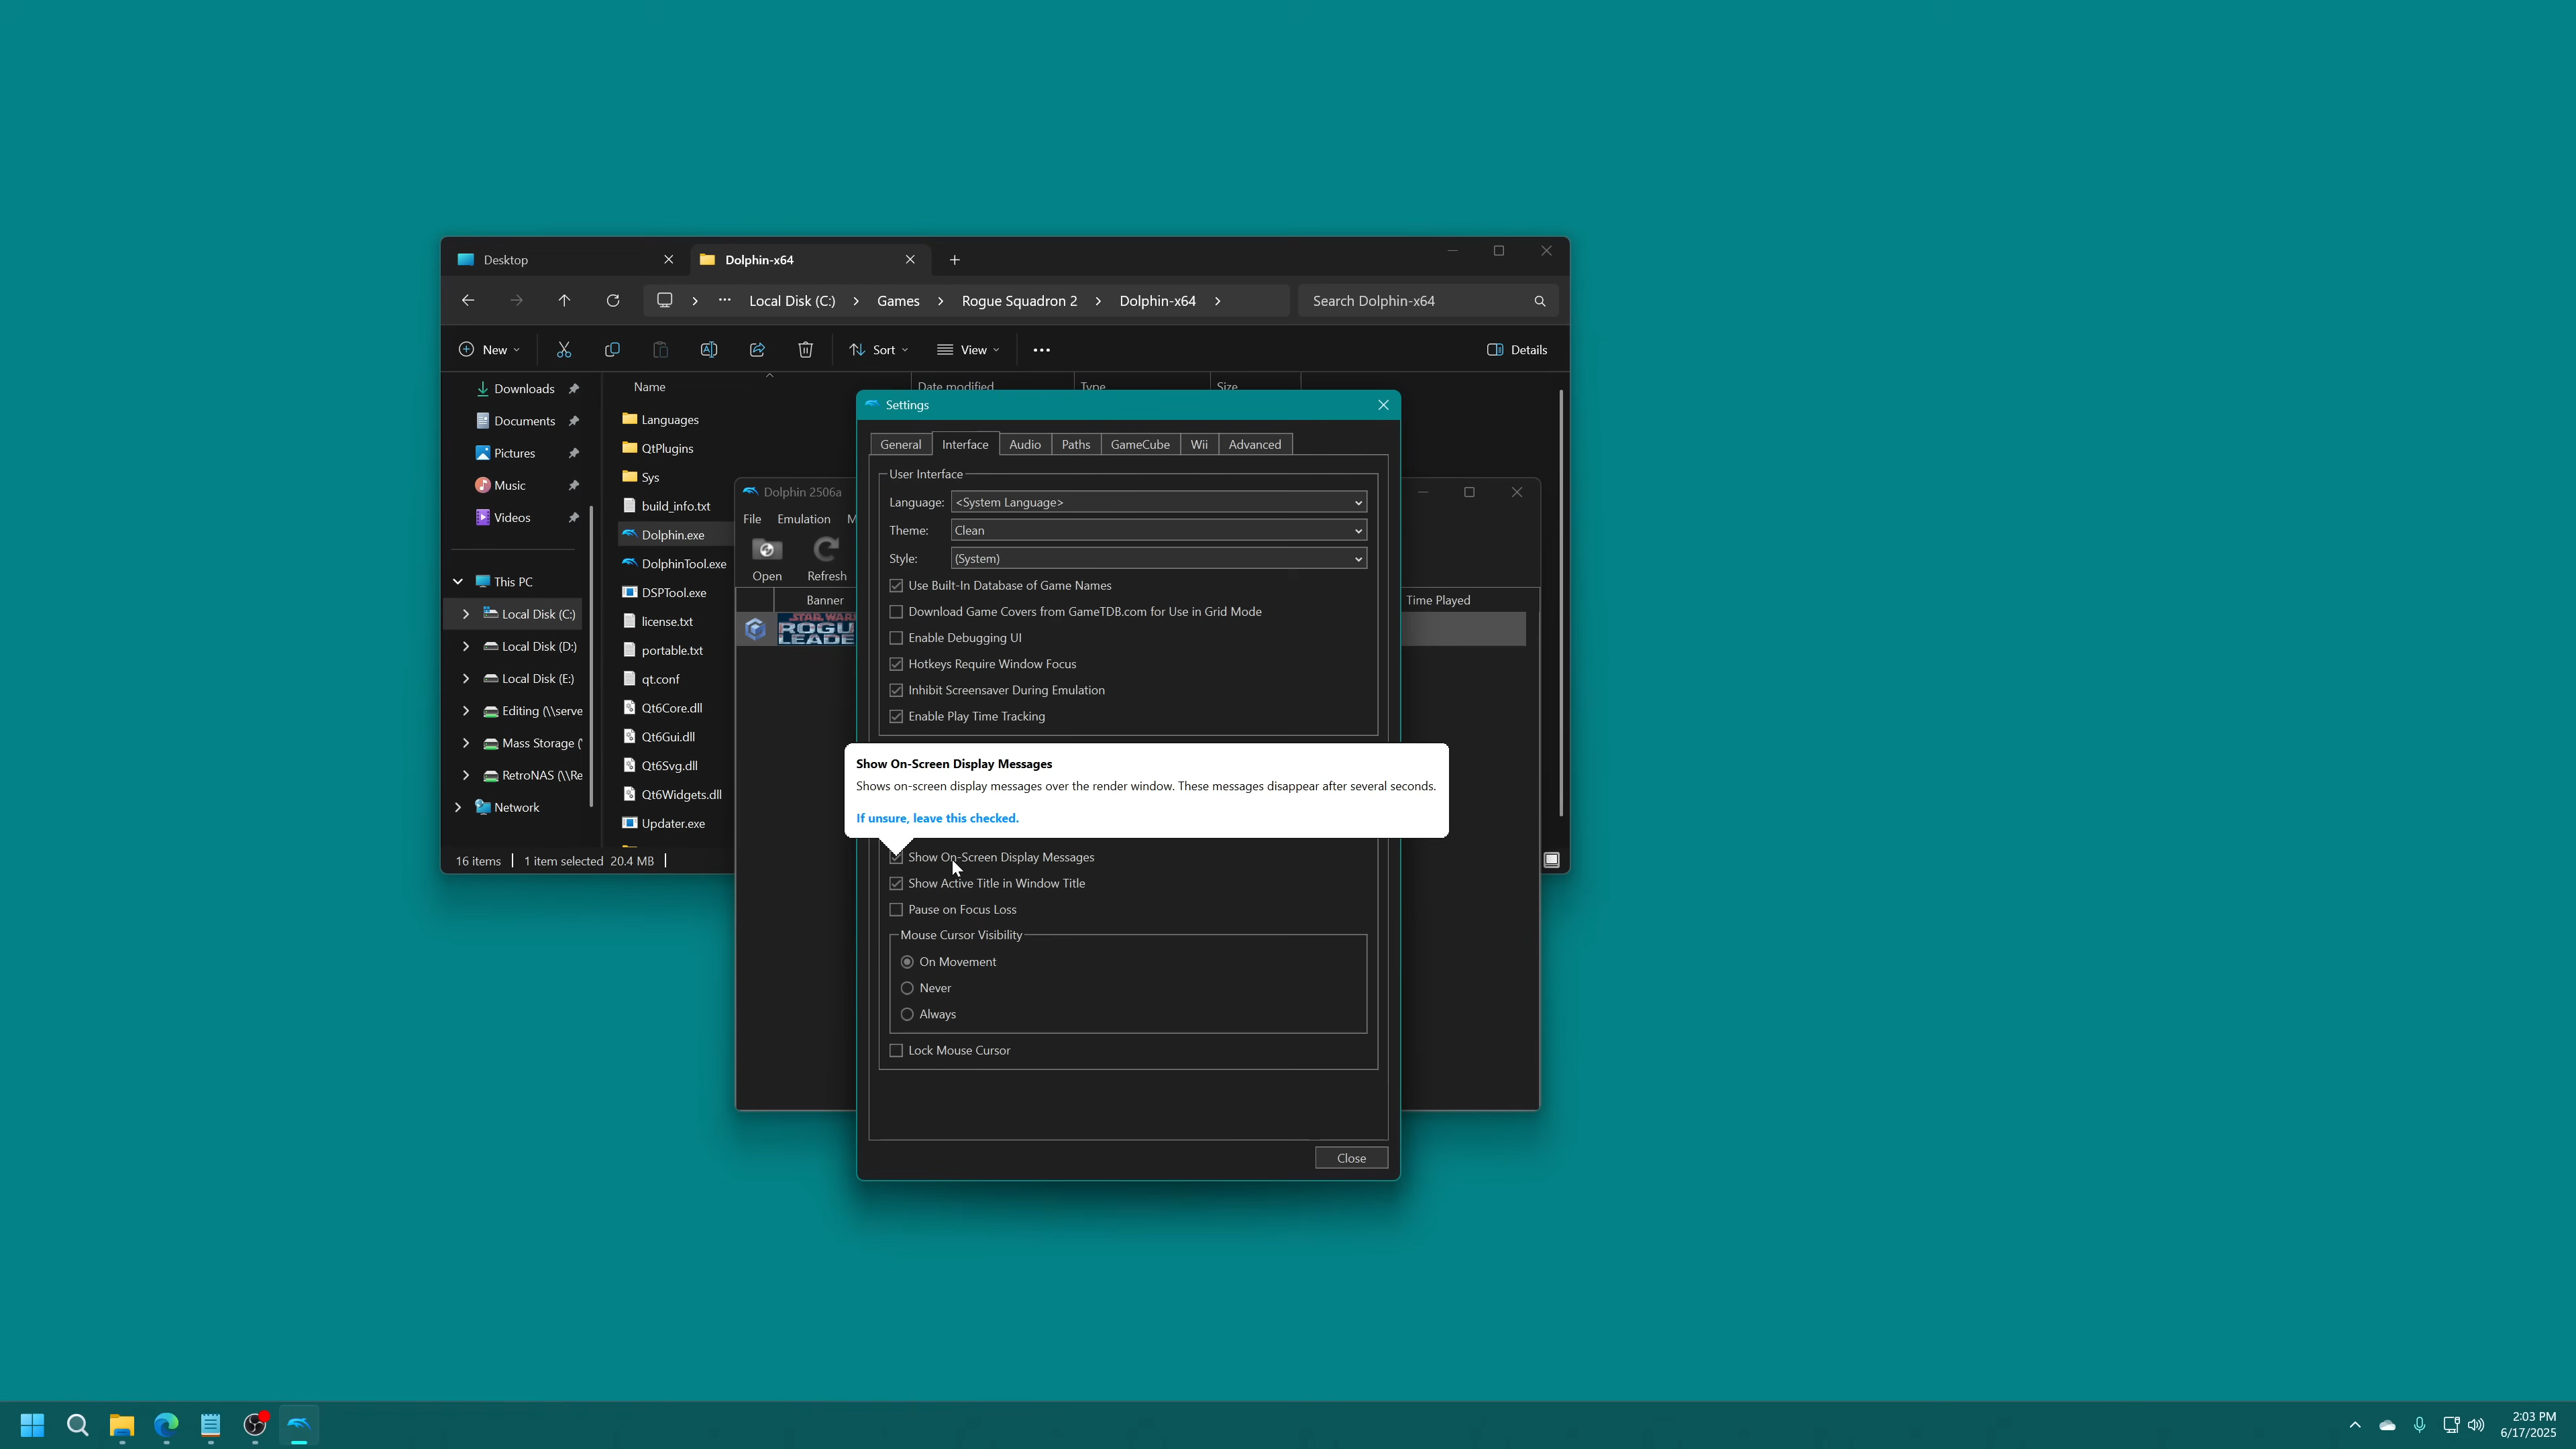 Desktop
Dolphin-x64
Local Disk (C:)
Games
Rogue Squadron 2
Dolphin-x64
Search Dolphin-x64
New
Sort
View
Details
Downloads
Documents
Pictures
Music
Videos
This PC
Local Disk (C:)
Local Disk (D:)
Local Disk (E:)
Editing (\\serve
Mass Storage (
RetroNAS (\\Re
Network
Name
Date modified
Type
Size
Languages
QtPlugins
Sys
build_info.txt
Dolphin.exe
DolphinTool.exe
DSPTool.exe
license.txt
portable.txt
qt.conf
Qt6Core.dll
Qt6Gui.dll
Qt6Svg.dll
Qt6Widgets.dll
Updater.exe
16 items
1 item selected 20.4 MB
Dolphin 2506a
File Emulation M
Open
Refresh
Banner
Time Played
STAR WAR
ROGU
LEADE
Settings
General
Interface
Audio
Paths
GameCube
Wii
Advanced
User Interface
Language: <System Language>
Theme: Clean
Style: (System)
Use Built-In Database of Game Names
Download Game Covers from GameTDB.com for Use in Grid Mode
Enable Debugging UI
Hotkeys Require Window Focus
Inhibit Screensaver During Emulation
Enable Play Time Tracking
Show On-Screen Display Messages
Shows on-screen display messages over the render window. These messages disappear after several seconds.
If unsure, leave this checked.
Show On-Screen Display Messages
Show Active Title in Window Title
Pause on Focus Loss
Mouse Cursor Visibility
On Movement
Never
Always
Lock Mouse Cursor
Close
2:03 PM
6/17/2025